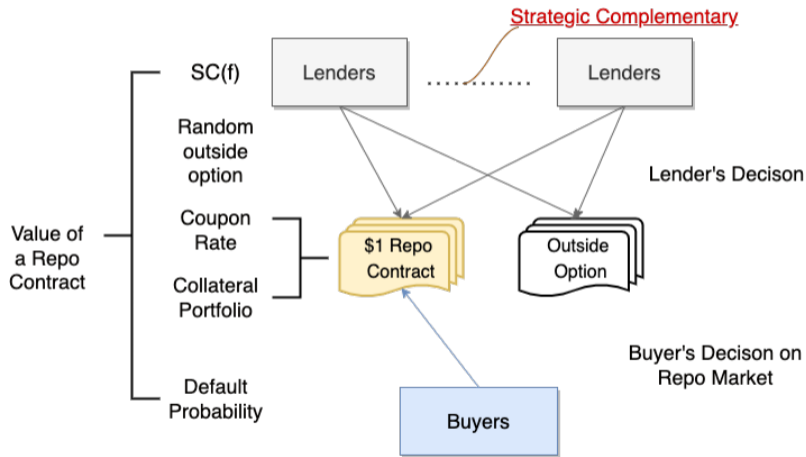 Strategic Complementary
SC(f)
Lenders
Lenders
Random
outside
option
Lender's Decison
Coupon
Rate
$1 Repo
Contract
Outside
Option
Value of
a Repo
Contract
Collateral
Portfolio
Buyer's Decison on
Repo Market
Default
Probability
Buyers